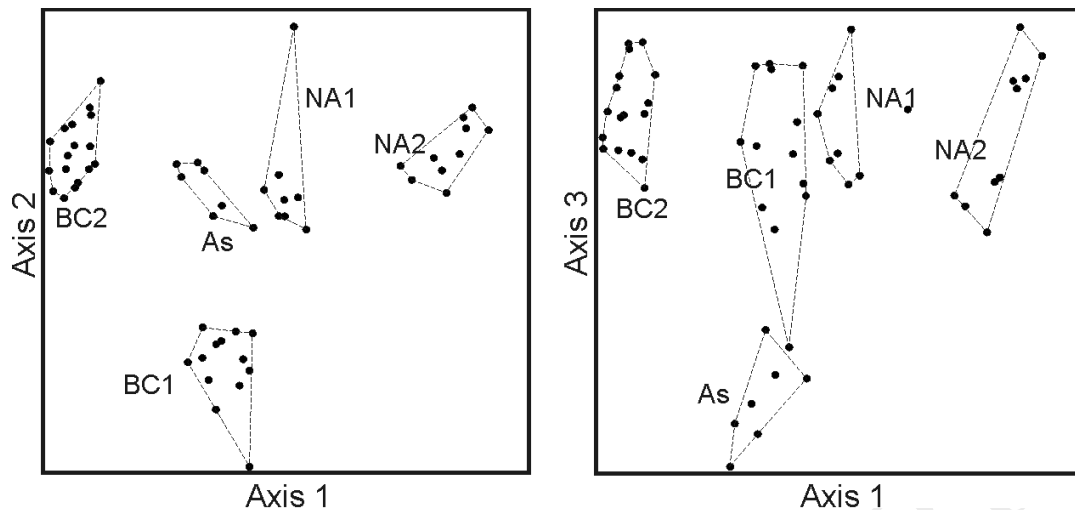 NA1
NA2
BC2
As
BC1
Axis 2
Axis 1
NA1
NA2
BC1
BC2
As
Axis 3
Axis 1